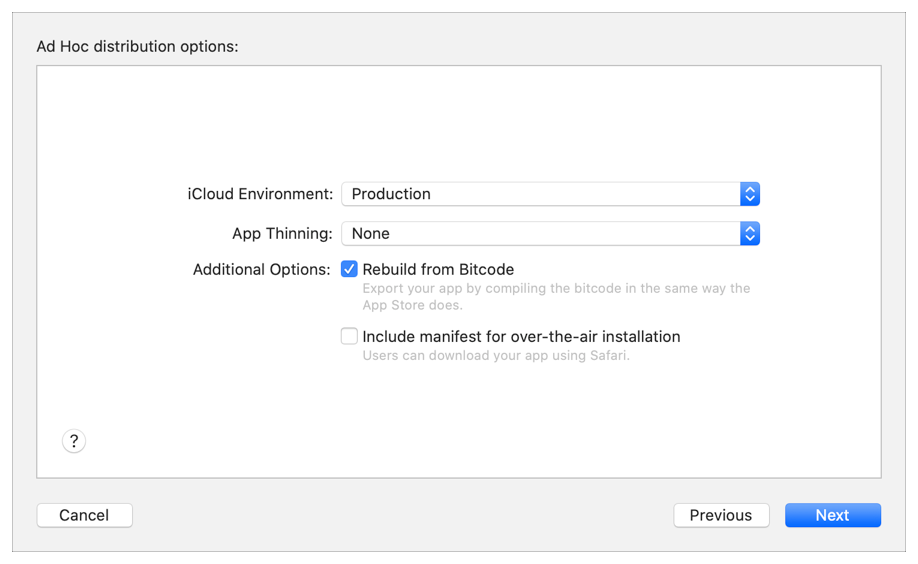 Ad Hoc distribution options:
iCloud Environment: Production
App Thinning: None
Additional Options: Rebuild from Bitcode
Export your app by compiling the bitcode in the same way the
App Store does.
Include manifest for over-the-air installation
Users can download your app using Safari.
?
Cancel Previous Next